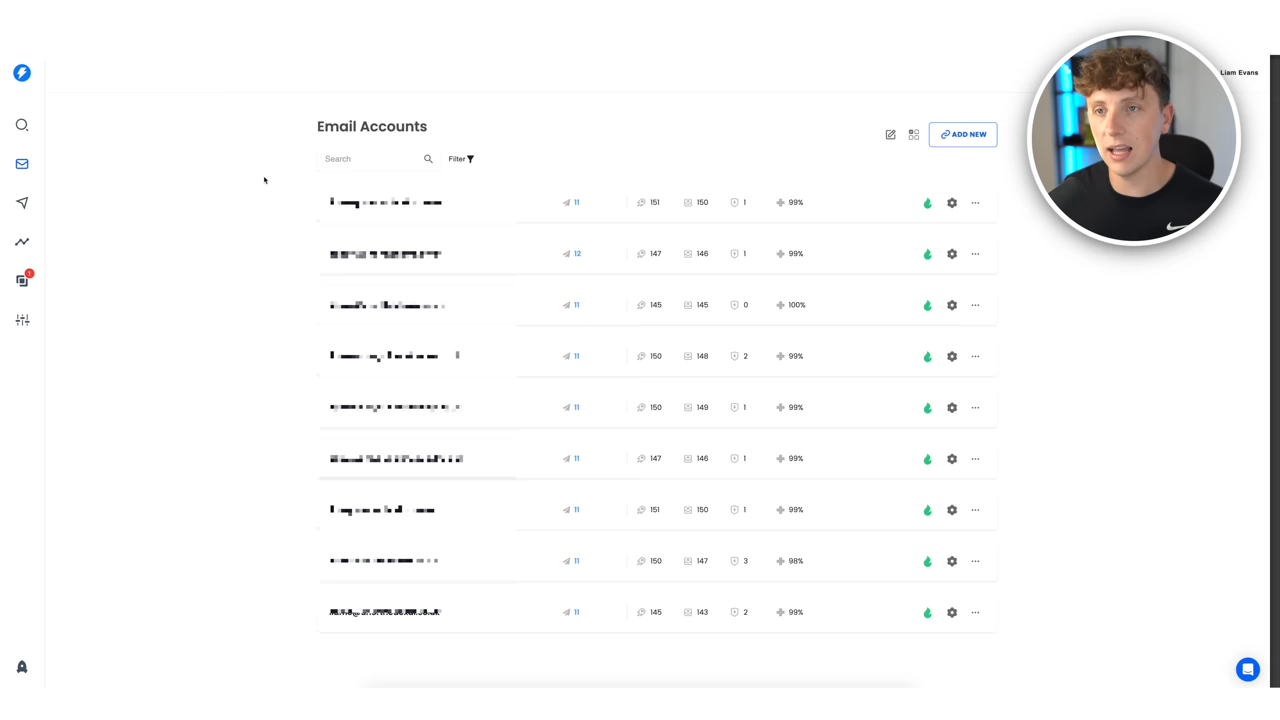 Liam Evans
Email Accounts
ADD NEW
Search
Filter
11 151 150 1 99%
12 147 146 1 99%
1
11 145 145 0 100%
11 150 148 2 99%
11 150 149 1 99%
11 147 146 1 99%
11 151 150 1 99%
11 150 147 3 98%
11 145 143 2 99%